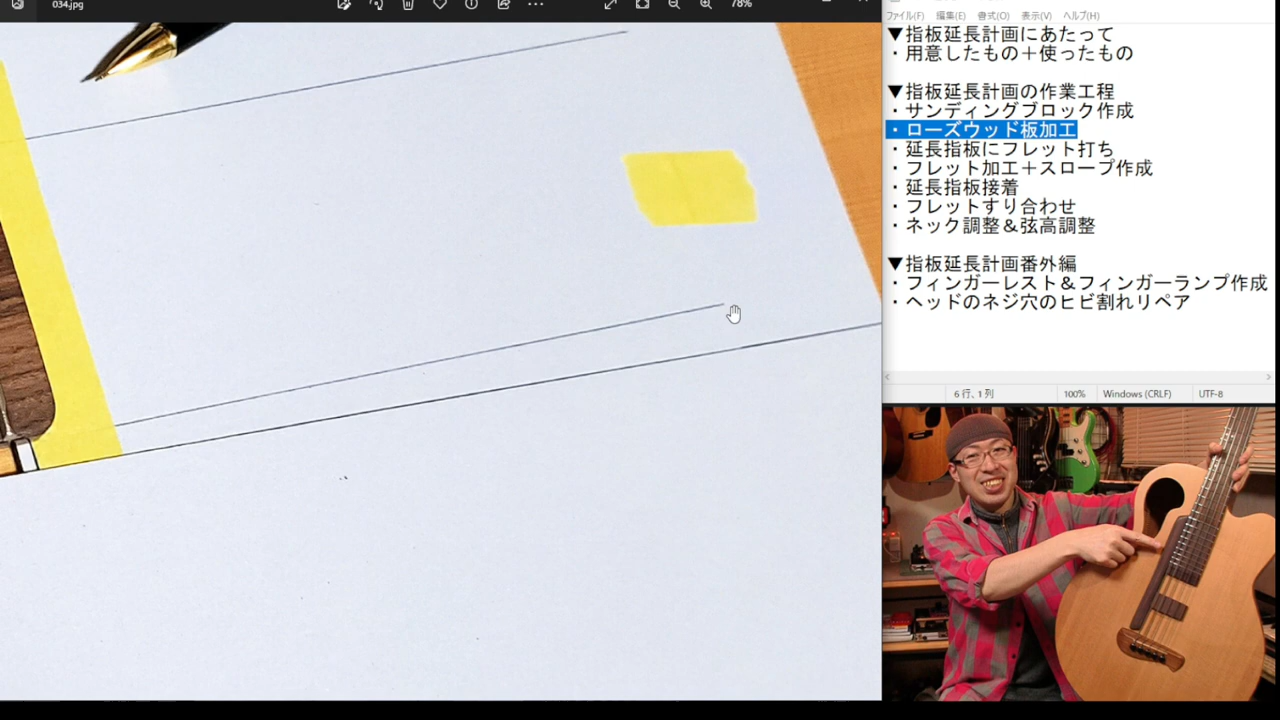 034.jpg
78%
ファイル(F) 編集(E) 書式(O) 表示(V) ヘルプ(H)
▼指板延長計画にあたって
・用意したもの＋使ったもの
▼指板延長計画の作業工程
・サンディングブロック作成
・ローズウッド板加工
・延長指板にフレット打ち
・フレット加工＋スロープ作成
・延長指板接着
・フレットすり合わせ
・ネック調整＆弦高調整
▼指板延長計画番外編
・フィンガーレスト＆フィンガーランプ作成
・ヘッドのネジ穴のヒビ割れリペア
6 行、1 列 100% Windows (CRLF) UTF-8